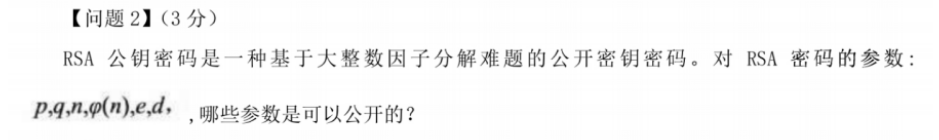 【问题 2】(3 分)
RSA 公钥密码是一种基于大整数因子分解难题的公开密钥密码。对 RSA 密码的参数:
p,q,n,φ(n),e,d, ,哪些参数是可以公开的?